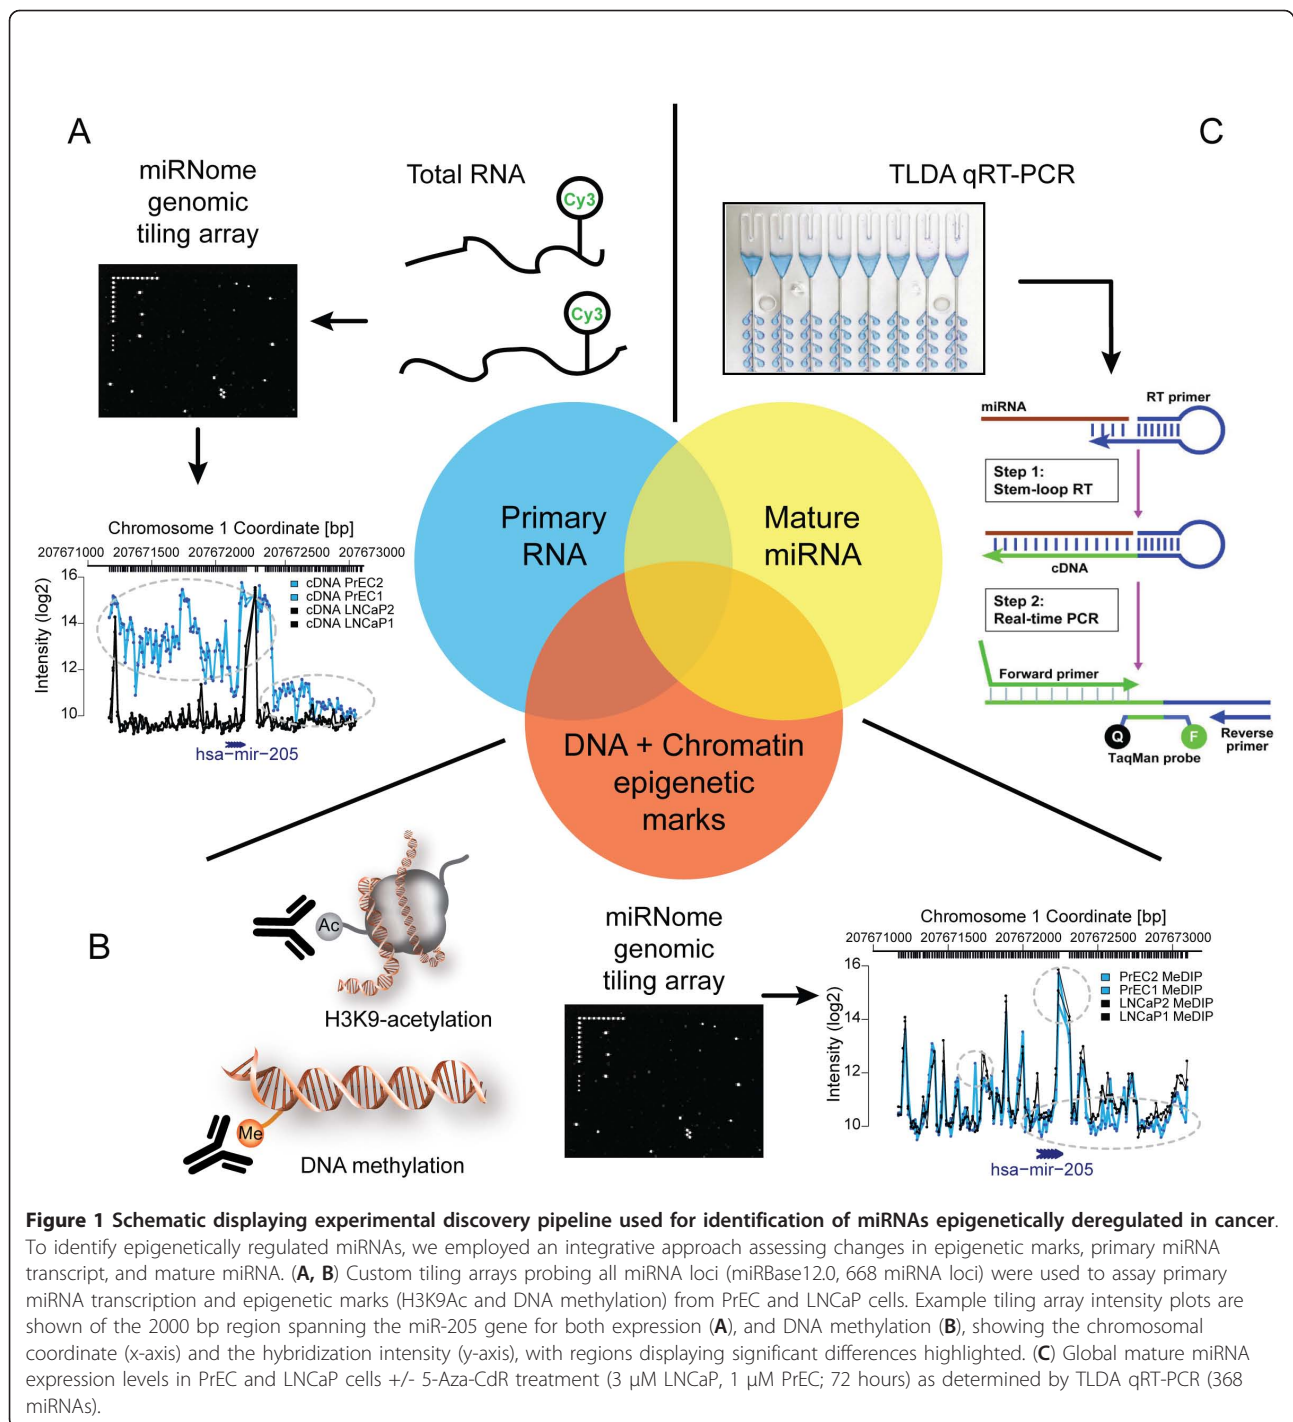 A
miRNome
genomic
tiling array
Total RNA
Cy3
Cy3
Chromosome 1 Coordinate [bp]
207671000 207671500 207672000 207672500 207673000
Intensity (log2)
16
14
12
10
cDNA PrEC2
cDNA PrEC1
cDNA LNCaP2
cDNA LNCaP1
hsa-mir-205
C
TLDA qRT-PCR
miRNA
RT primer
Step 1:
Stem-loop RT
cDNA
Step 2:
Real-time PCR
Forward primer
Q
F
TaqMan probe
Reverse
primer
Primary
RNA
Mature
miRNA
DNA + Chromatin
epigenetic
marks
B
Ac
H3K9-acetylation
Me
DNA methylation
miRNome
genomic
tiling array
Chromosome 1 Coordinate [bp]
207671000 207671500 207672000 207672500 207673000
Intensity (log2)
16
14
12
10
PrEC2 MeDIP
PrEC1 MeDIP
LNCaP2 MeDIP
LNCaP1 MeDIP
hsa-mir-205
Figure 1 Schematic displaying experimental discovery pipeline used for identification of miRNAs epigenetically deregulated in cancer.
To identify epigenetically regulated miRNAs, we employed an integrative approach assessing changes in epigenetic marks, primary miRNA
transcript, and mature miRNA. (A, B) Custom tiling arrays probing all miRNA loci (miRBase12.0, 668 miRNA loci) were used to assay primary
miRNA transcription and epigenetic marks (H3K9Ac and DNA methylation) from PrEC and LNCaP cells. Example tiling array intensity plots are
shown of the 2000 bp region spanning the miR-205 gene for both expression (A), and DNA methylation (B), showing the chromosomal
coordinate (x-axis) and the hybridization intensity (y-axis), with regions displaying significant differences highlighted. (C) Global mature miRNA
expression levels in PrEC and LNCaP cells +/- 5-Aza-CdR treatment (3 μM LNCaP, 1 μM PrEC; 72 hours) as determined by TLDA qRT-PCR (368
miRNAs).